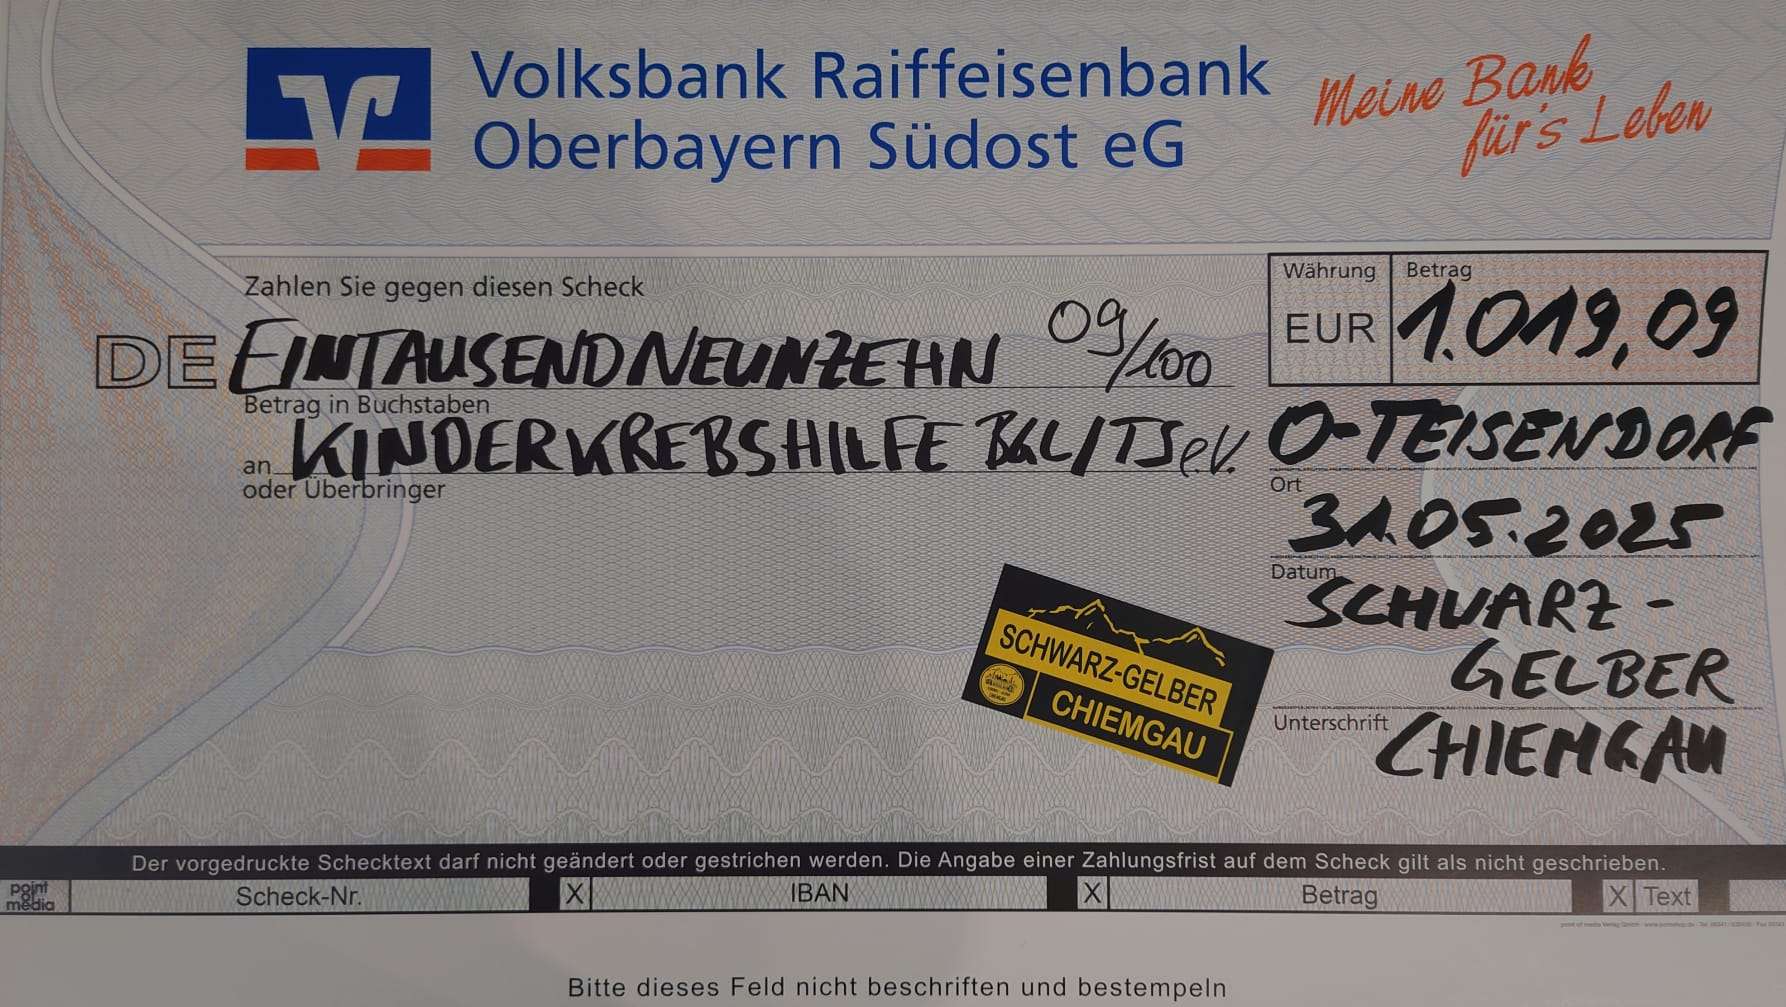 Volksbank Raiffeisenbank
Oberbayern Südost eG
Meine Bank
für's Leben
Zahlen Sie gegen diesen Scheck
Währung
Betrag
DE EINTAUSENDNEUNZEHN 09/100
EUR
1.019,09
Betrag in Buchstaben
an KINDERKREBSHILFE BGL/TS e.V.
oder Überbringer
O-TEISENDORF
Ort
31.05.2025
Datum
SCHWARZ-
GELBER
Unterschrift
CHIEMGAU
SCHWARZ-GELBER
CHIEMGAU
Der vorgedruckte Schecktext darf nicht geändert oder gestrichen werden. Die Angabe einer Zahlungsfrist auf dem Scheck gilt als nicht geschrieben.
point of media
Scheck-Nr.
X
IBAN
X
Betrag
X
Text
Bitte dieses Feld nicht beschriften und bestempeln